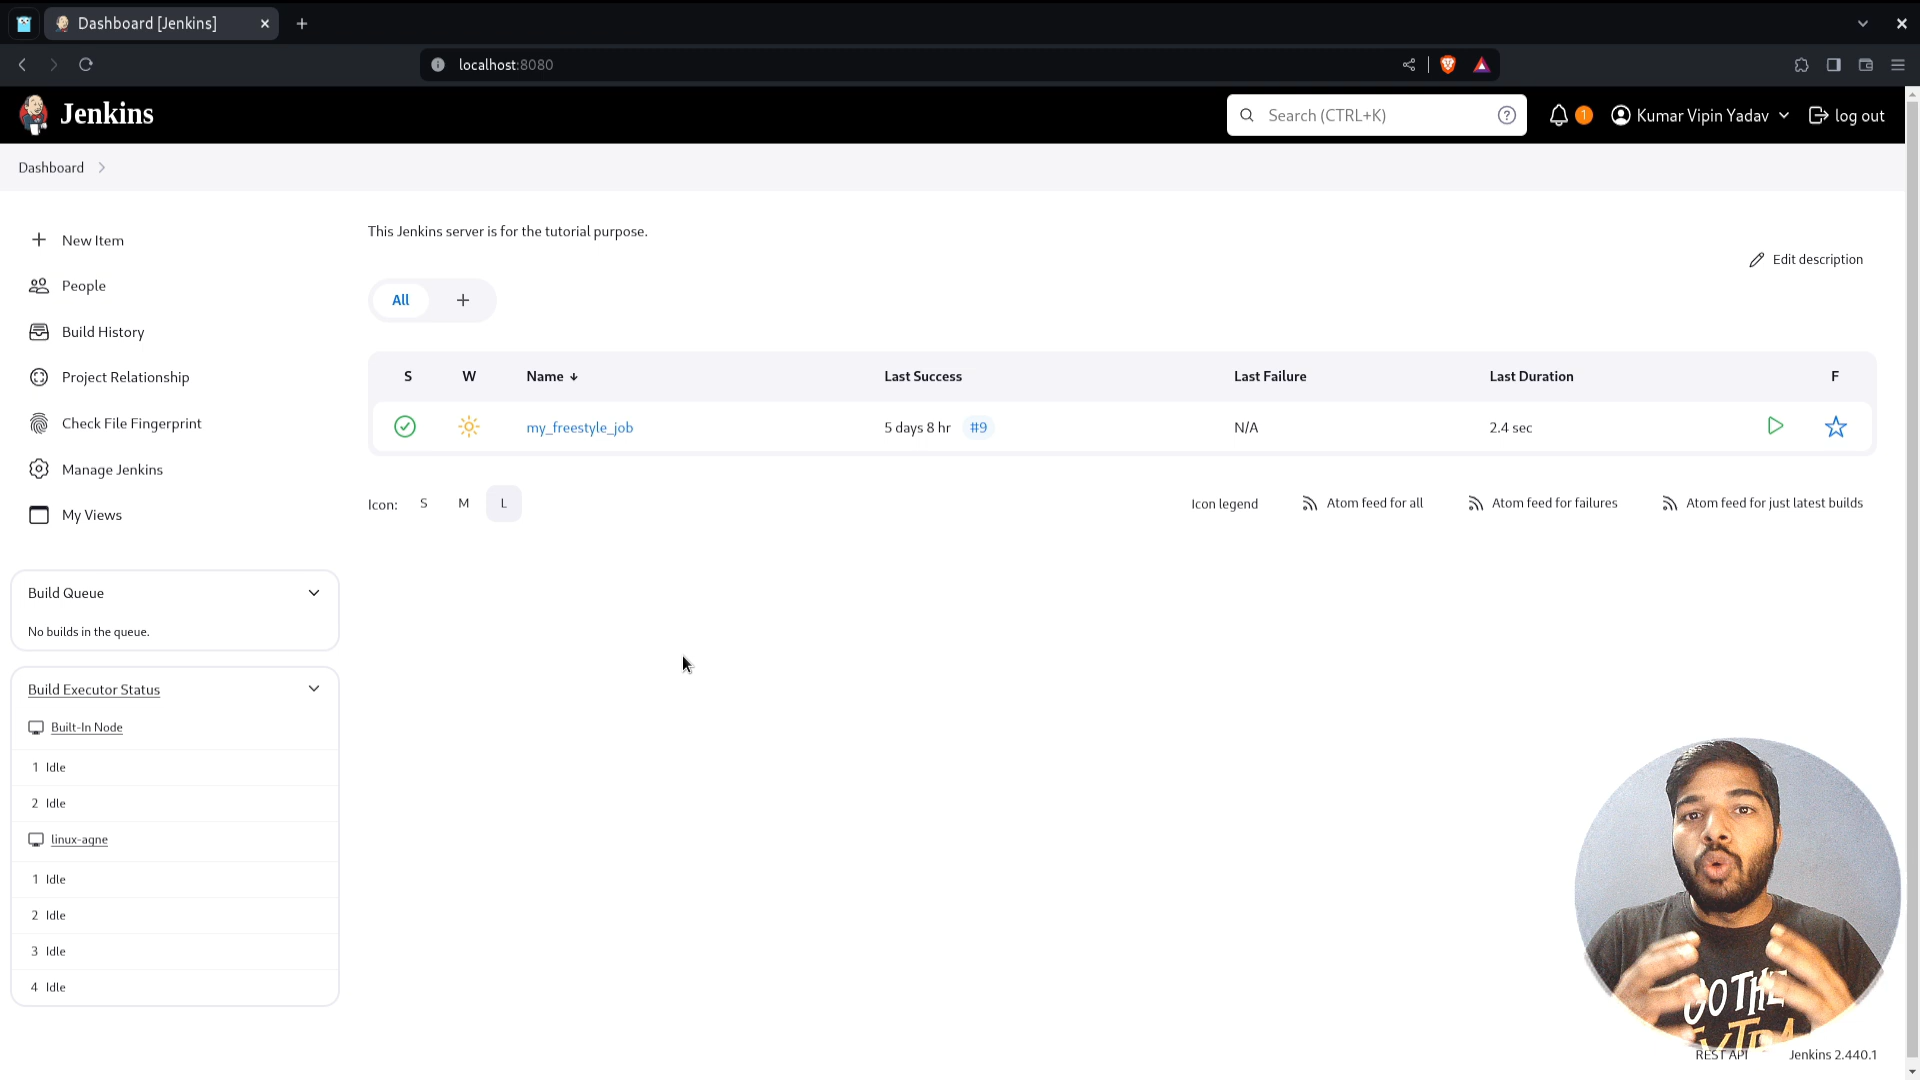 Dashboard [Jenkins]
localhost:8080
Jenkins
Search (CTRL+K)
1
Kumar Vipin Yadav
log out
Dashboard
New Item
People
Build History
Project Relationship
Check File Fingerprint
Manage Jenkins
My Views
This Jenkins server is for the tutorial purpose.
Edit description
All
S W Name ↓ Last Success Last Failure Last Duration F
my_freestyle_job 5 days 8 hr #9 N/A 2.4 sec
Icon: S M L
Icon legend Atom feed for all Atom feed for failures Atom feed for just latest builds
Build Queue
No builds in the queue.
Build Executor Status
Built-In Node
1 Idle
2 Idle
linux-agne
1 Idle
2 Idle
3 Idle
4 Idle
THE
REST API Jenkins 2.440.1